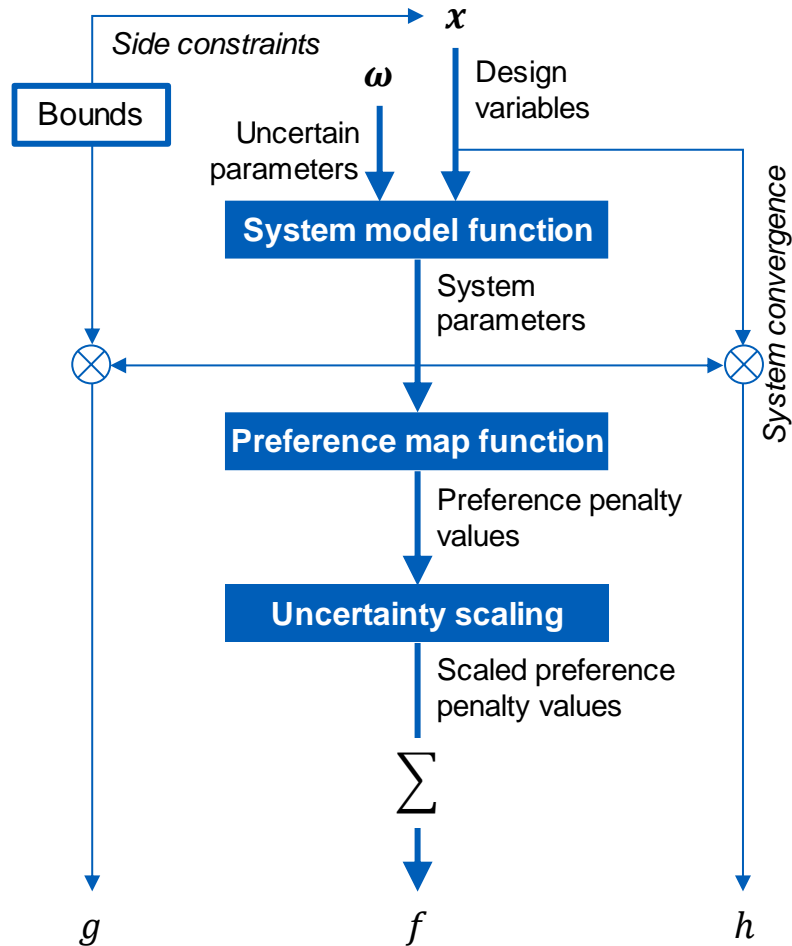 x
Side constraints
ω
Design
variables
Bounds
Uncertain
parameters
System model function
System
parameters
System convergence
Preference map function
Preference penalty
values
Uncertainty scaling
Scaled preference
penalty values
∑
g
f
h